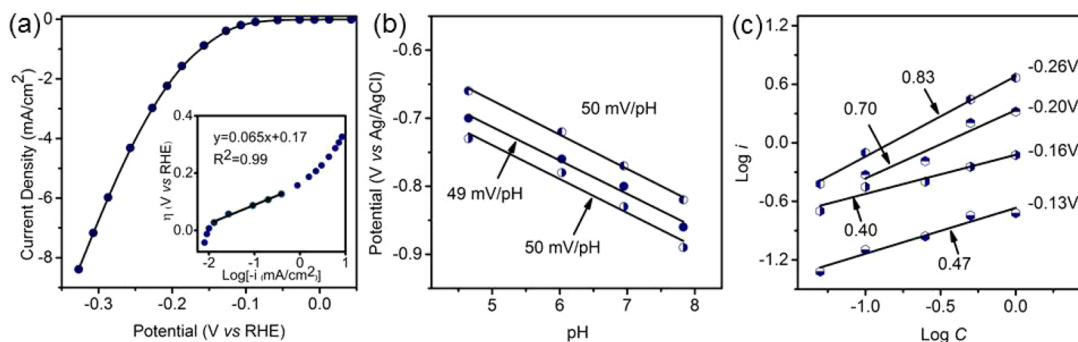 (a)
0
-2
-4
-6
-8
Current Density (mA/cm2)
-0.3
-0.2
-0.1
0.0
Potential (V vs RHE)
0.4
0.2
0.0
η (V vs RHE)
y=0.065x+0.17
R2=0.99
-2
-1
0
1
Log[-i (mA/cm2)]
(b)
-0.6
-0.7
-0.8
-0.9
Potential (V vs Ag/AgCl)
50 mV/pH
49 mV/pH
50 mV/pH
5
6
7
8
pH
(c)
0.6
0.0
-0.6
-1.2
Log i
0.83
-0.26V
0.70
-0.20V
-0.16V
0.40
-0.13V
0.47
-1.0
-0.5
0.0
Log C